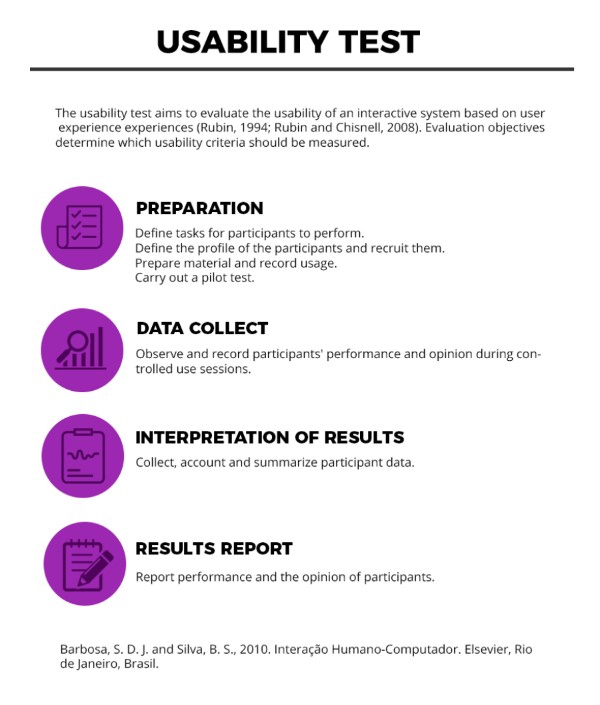 USABILITY TEST
The usability test aims to evaluate the usability of an interactive system based on user
experience experiences (Rubin, 1994; Rubin and Chisnell, 2008). Evaluation objectives
determine which usability criteria should be measured.
PREPARATION
Define tasks for participants to perform.
Define the profile of the participants and recruit them.
Prepare material and record usage.
Carry out a pilot test.
DATA COLLECT
Observe and record participants' performance and opinion during con-
trolled use sessions.
INTERPRETATION OF RESULTS
Collect, account and summarize participant data.
RESULTS REPORT
Report performance and the opinion of participants.
Barbosa, S. D. J. and Silva, B. S., 2010. Interação Humano-Computador. Elsevier, Rio
de Janeiro, Brasil.